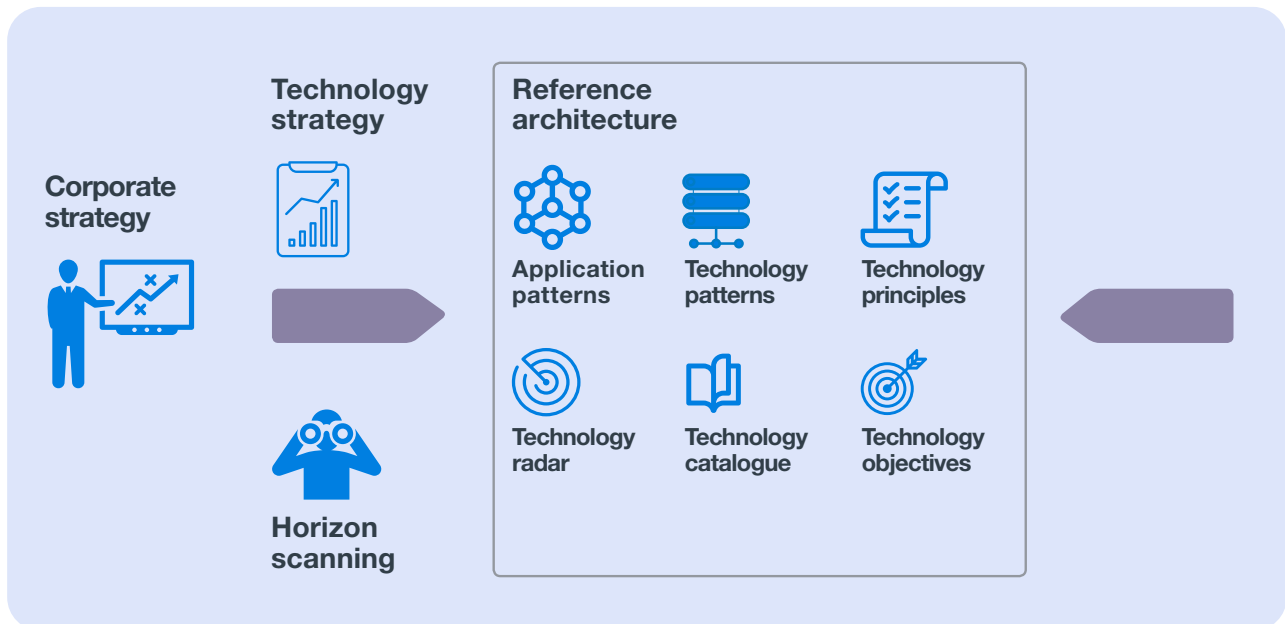 Corporate
strategy
Technology
strategy
Horizon
scanning
Reference
architecture
Application
patterns
Technology
patterns
Technology
principles
Technology
radar
Technology
catalogue
Technology
objectives